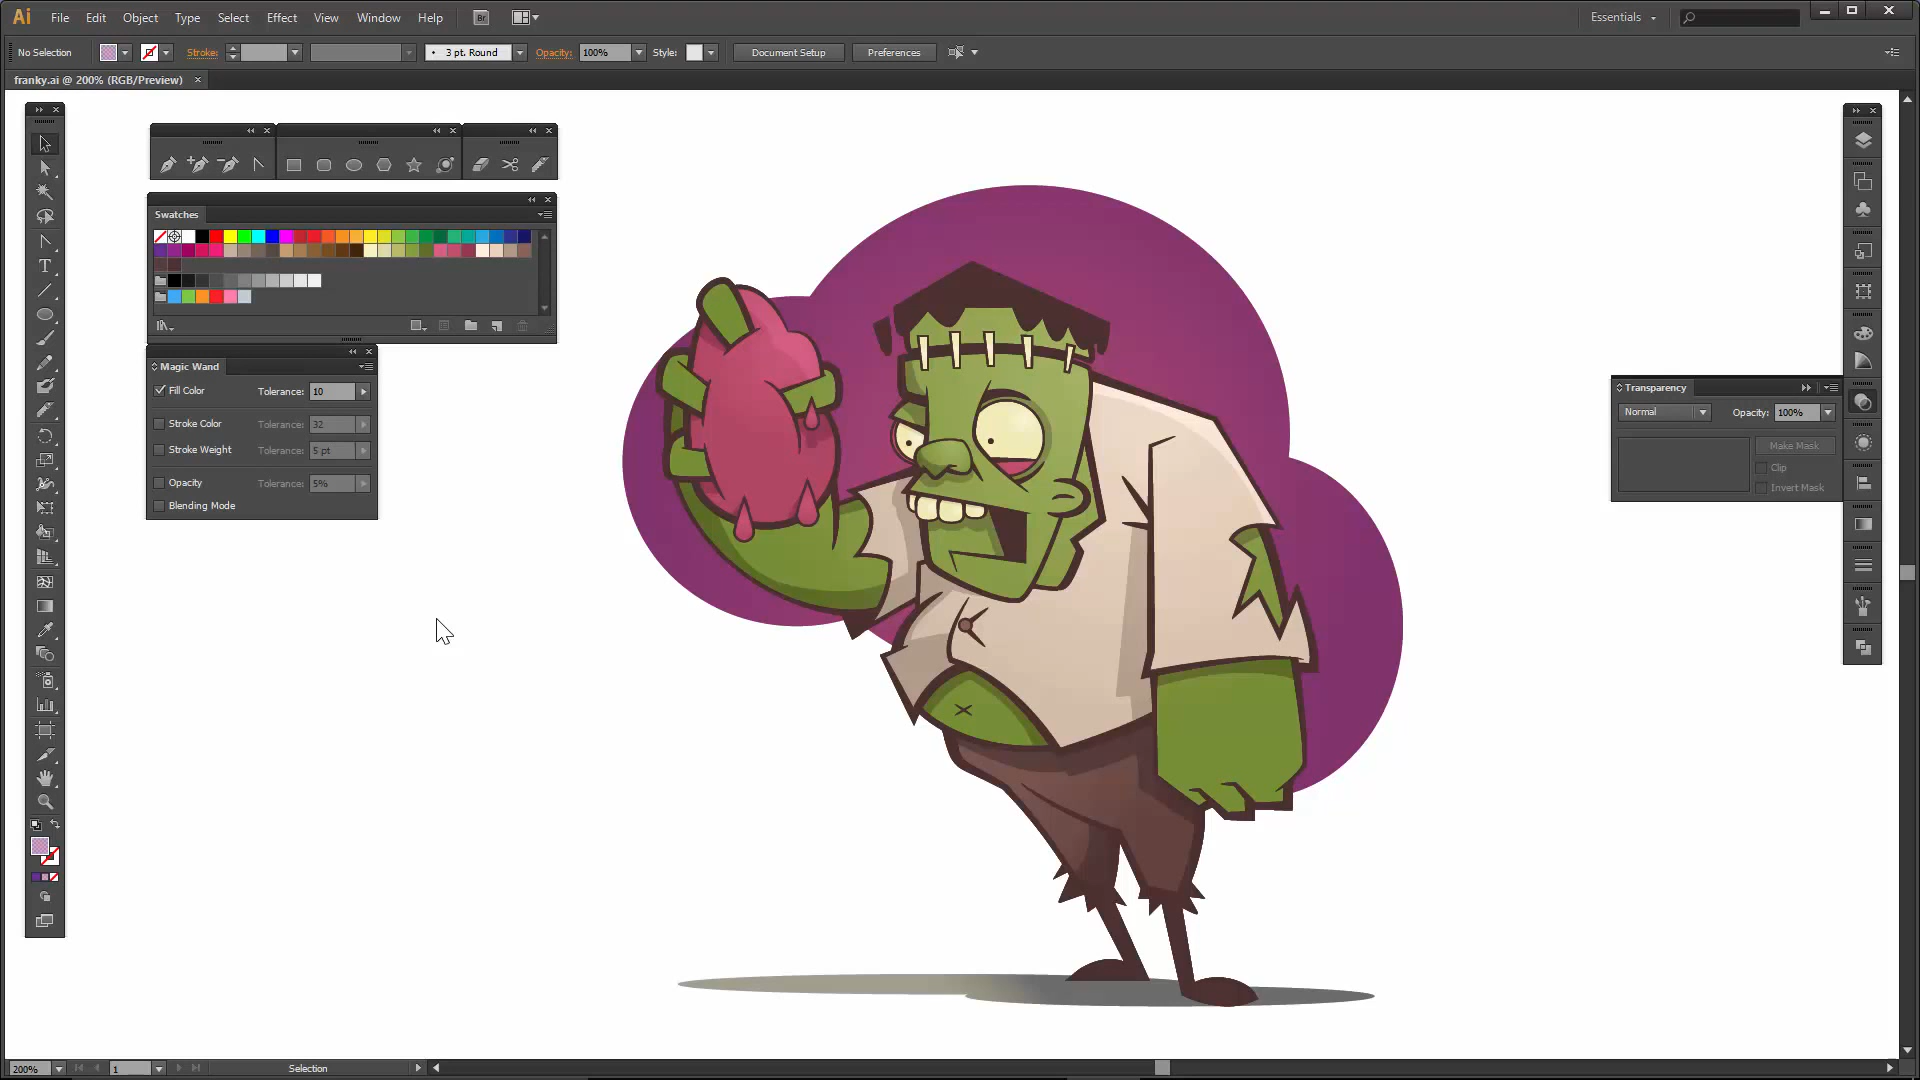 Ai File Edit Object Type Select Effect View Window Help Br Essentials
No Selection Stroke: 3 pt. Round Opacity: 100% Style: Document Setup Preferences
franky.ai @ 200% (RGB/Preview) ×
Swatches
Magic Wand
Fill Color Tolerance: 10
Stroke Color Tolerance: 32
Stroke Weight Tolerance: 5 pt
Opacity Tolerance: 5%
Blending Mode
Transparency
Normal Opacity: 100%
Make Mask
Clip
Invert Mask
T
200% 1 Selection